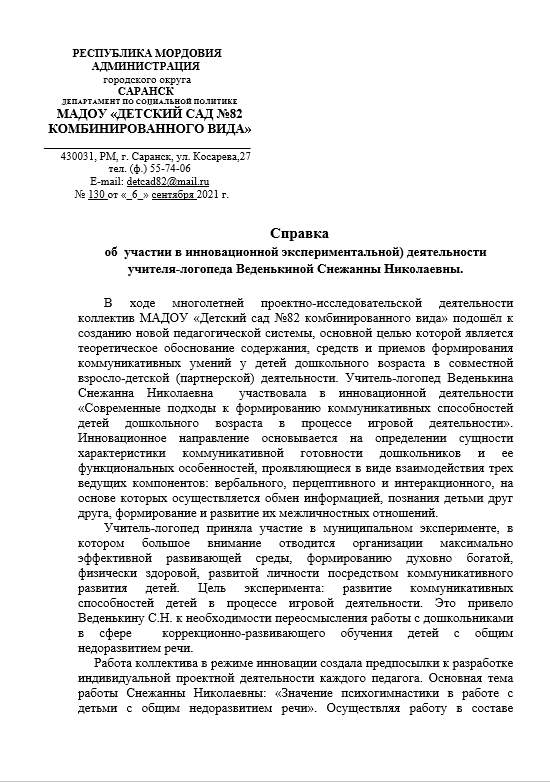 РЕСПУБЛИКА МОРДОВИЯ
АДМИНИСТРАЦИЯ
городского округа
САРАНСК
ДЕПАРТАМЕНТ ПО СОЦИАЛЬНОЙ ПОЛИТИКЕ
МАДОУ «ДЕТСКИЙ САД №82
КОМБИНИРОВАННОГО ВИДА»
430031, РМ, г. Саранск, ул. Косарева,27
тел. (ф.) 55-74-06
E-mail: detcad82@mail.ru
№ 130 от «_6_» сентября 2021 г.
Справка
об участии в инновационной экспериментальной) деятельности
учителя-логопеда Веденькиной Снежанны Николаевны.
В ходе многолетней проектно-исследовательской деятельности
коллектив МАДОУ «Детский сад №82 комбинированного вида» подошёл к
созданию новой педагогической системы, основной целью которой является
теоретическое обоснование содержания, средств и приемов формирования
коммуникативных умений у детей дошкольного возраста в совместной
взросло-детской (партнерской) деятельности. Учитель-логопед Веденькина
Снежанна Николаевна участвовала в инновационной деятельности
«Современные подходы к формированию коммуникативных способностей
детей дошкольного возраста в процессе игровой деятельности».
Инновационное направление основывается на определении сущности
характеристики коммуникативной готовности дошкольников и ее
функциональных особенностей, проявляющиеся в виде взаимодействия трех
ведущих компонентов: вербального, перцептивного и интеракционного, на
основе которых осуществляется обмен информацией, познания детьми друг
друга, формирование и развитие их межличностных отношений.
Учитель-логопед приняла участие в муниципальном эксперименте, в
котором большое внимание отводится организации максимально
эффективной развивающей среды, формированию духовно богатой,
физически здоровой, развитой личности посредством коммуникативного
развития детей. Цель эксперимента: развитие коммуникативных
способностей детей в процессе игровой деятельности. Это привело
Веденькину С.Н. к необходимости переосмысления работы с дошкольниками
в сфере коррекционно-развивающего обучения детей с общим
недоразвитием речи.
Работа коллектива в режиме инновации создала предпосылки к разработке
индивидуальной проектной деятельности каждого педагога. Основная тема
работы Снежанны Николаевны: «Значение психогимнастики в работе с
детьми с общим недоразвитием речи». Осуществляя работу в составе